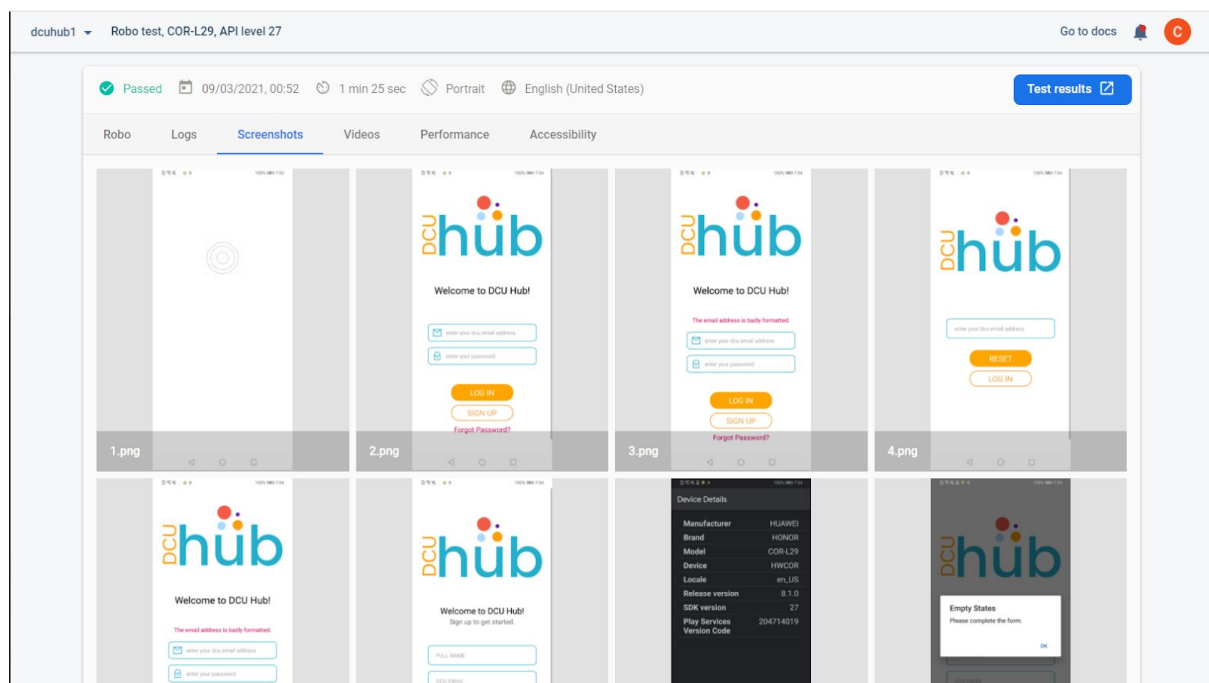 dcuhub1 Robo test, COR-L29, API level 27 Go to docs C
Passed 09/03/2021, 00:52 1 min 25 sec Portrait English (United States) Test results
Robo Logs Screenshots Videos Performance Accessibility
1.png
DCU hub
Welcome to DCU Hub!
enter your dcu email address
enter your password
LOG IN
SIGN UP
Forgot Password?
2.png
DCU hub
Welcome to DCU Hub!
The email address is badly formatted.
enter your dcu email address
enter your password
LOG IN
SIGN UP
Forgot Password?
3.png
DCU hub
enter your dcu email address
RESET
LOG IN
4.png
DCU hub
Welcome to DCU Hub!
The email address is badly formatted.
enter your dcu email address
enter your password
DCU hub
Welcome to DCU Hub!
Sign up to get started.
FULL NAME
DCU EMAIL
Device Details
Manufacturer HUAWEI
Brand HONOR
Model COR-L29
Device HWCOR
Locale en_US
Release version 8.1.0
SDK version 27
Play Services 204714019
Version Code
DCU hub
Empty States
Please complete the form.
OK